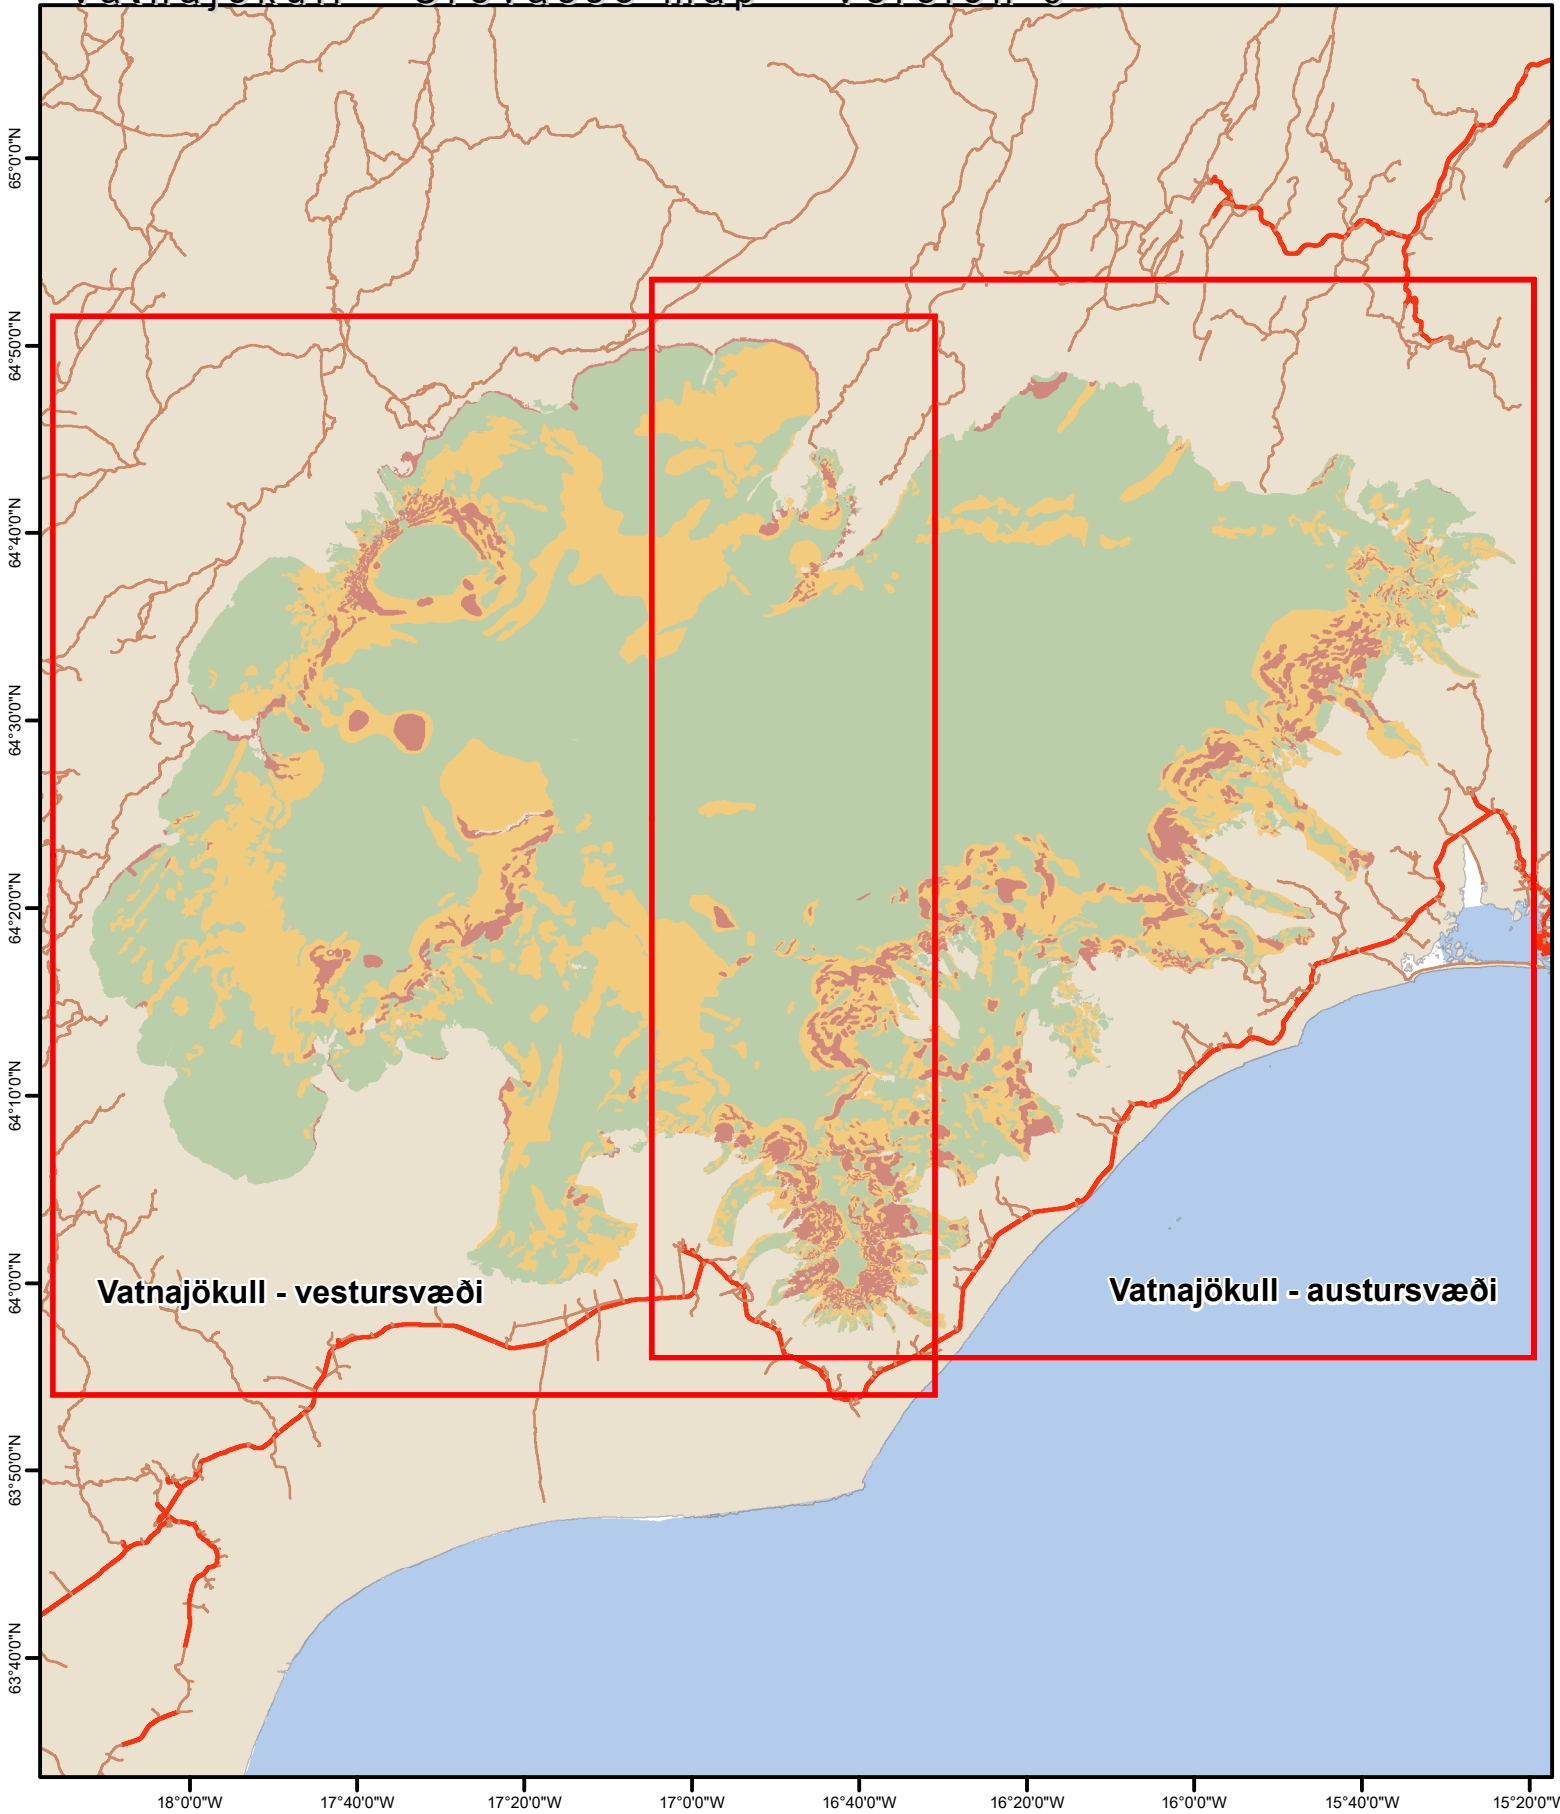 65°0'0"N
64°50'0"N
64°40'0"N
64°30'0"N
64°20'0"N
64°10'0"N
64°0'0"N
63°50'0"N
63°40'0"N
Vatnajökull - vestursvæði
Vatnajökull - austursvæði
18°0'0"W 17°40'0"W 17°20'0"W 17°0'0"W 16°40'0"W 16°20'0"W 16°0'0"W 15°40'0"W 15°20'0"W